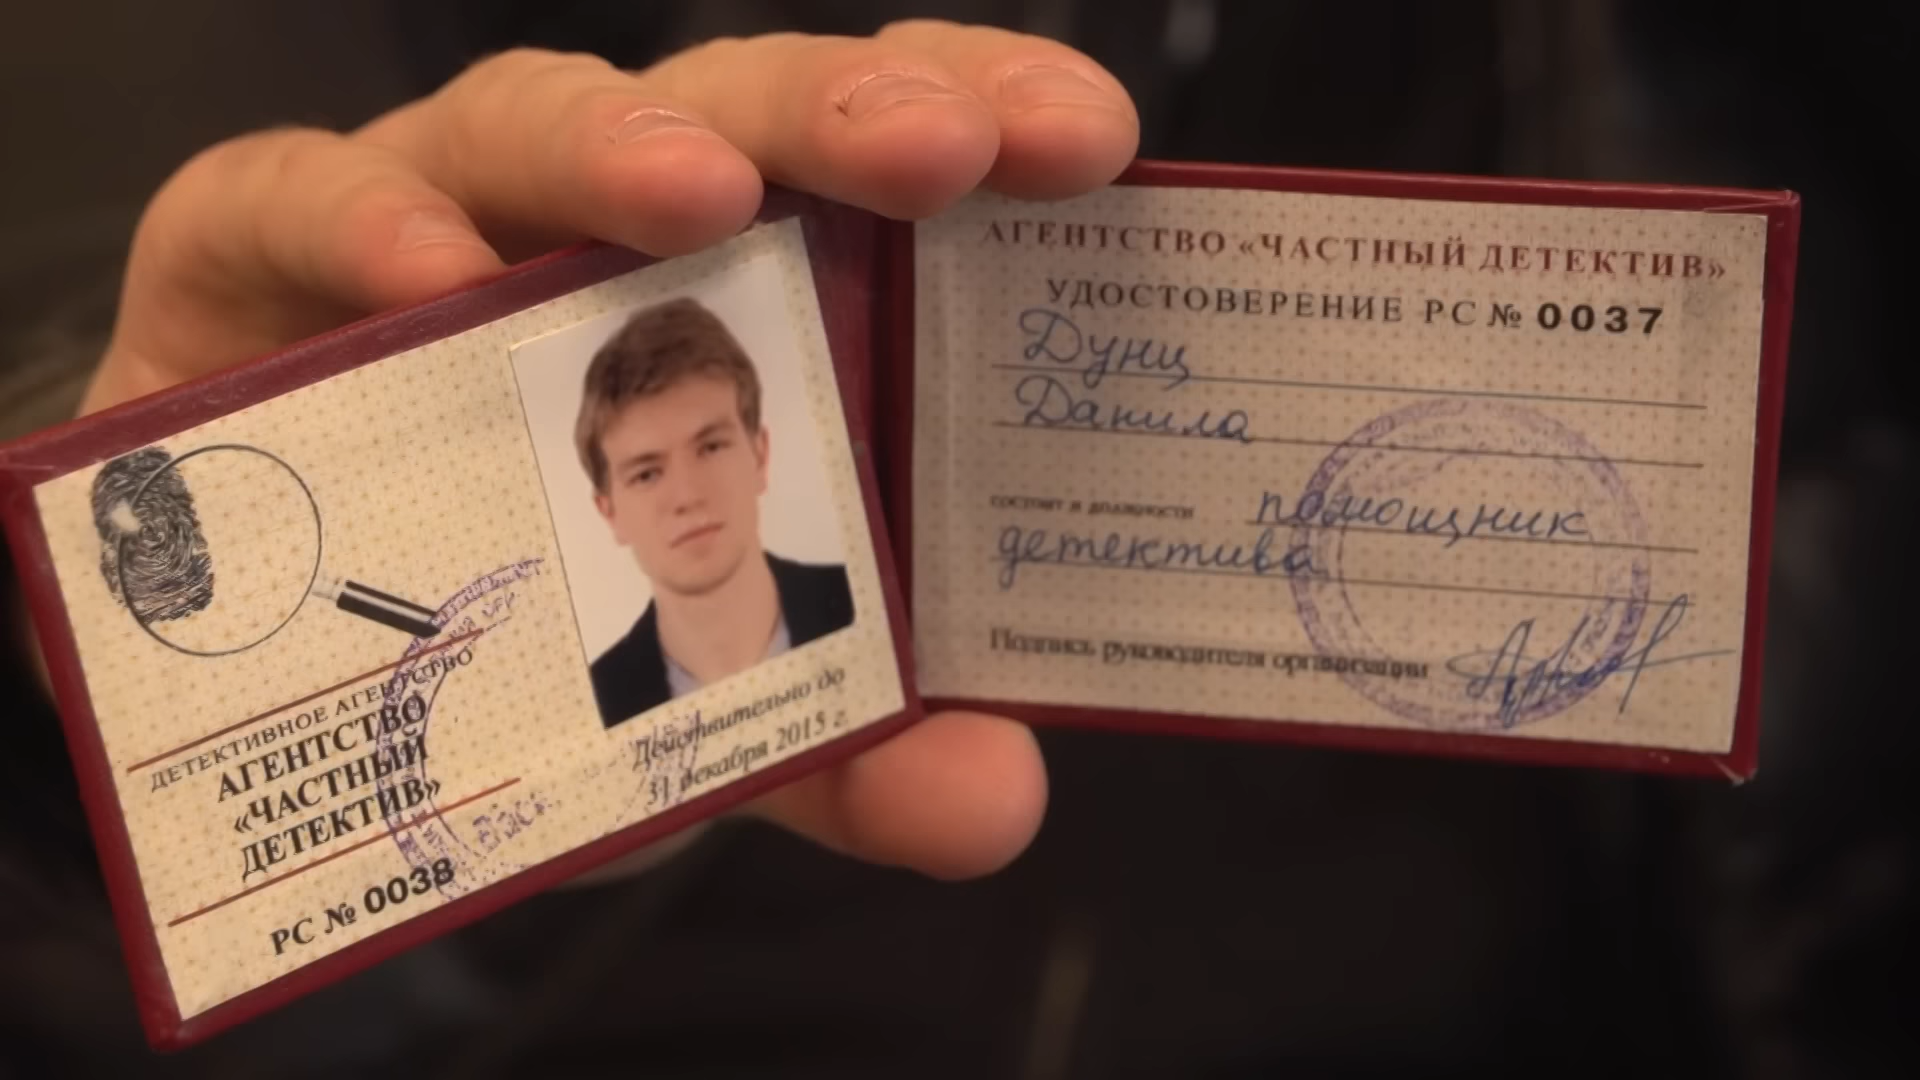 ДЕТЕКТИВНОЕ АГЕНТСТВО
АГЕНТСТВО
«ЧАСТНЫЙ
ДЕТЕКТИВ»
РС № 0038
Действительно до
31 декабря 2015 г.
АГЕНТСТВО «ЧАСТНЫЙ ДЕТЕКТИВ»
УДОСТОВЕРЕНИЕ РС № 0037
Дунц
Данила
состоит в должности помощник
детектива
Подпись руководителя организации